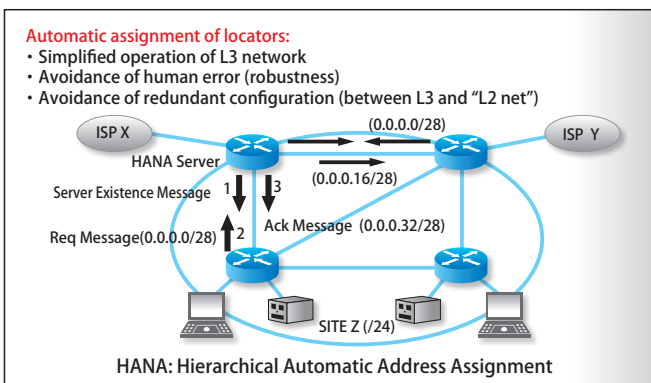 Automatic assignment of locators:
• Simplified operation of L3 network
• Avoidance of human error (robustness)
• Avoidance of redundant configuration (between L3 and “L2 net”)
ISP X
(0.0.0.0/28)
ISP Y
HANA Server
(0.0.0.16/28)
Server Existence Message
1
3
Ack Message (0.0.0.32/28)
Req Message(0.0.0.0/28)
2
SITE Z (/24)
HANA: Hierarchical Automatic Address Assignment